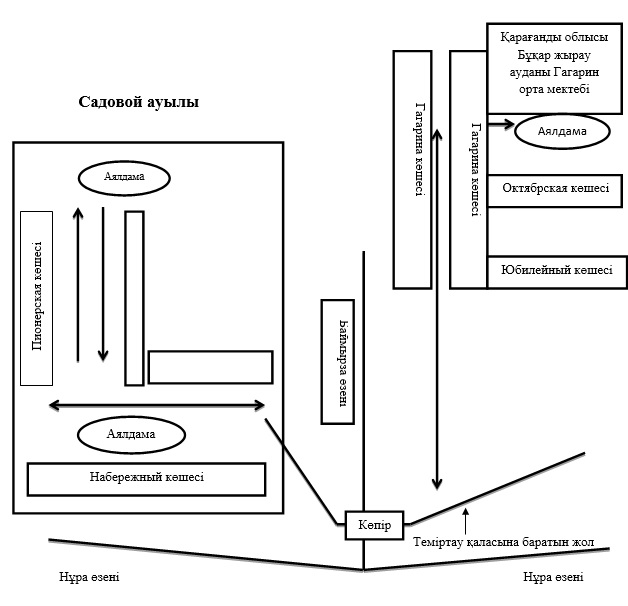 Қарағанды облысы
Бұқар жырау
ауданы Гагарин
орта мектебі
Садовой ауылы
Гагарина көшесі
Гагарина көшесі
Аялдама
Аялдама
Октябрская көшесі
Пионерская көшесі
Юбилейный көшесі
Баймырза өзені
Аялдама
Набережный көшесі
Көпір
Теміртау қаласына баратын жол
Нұра өзені
Нұра өзені